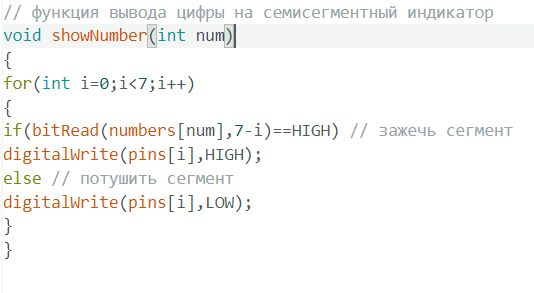 // функция вывода цифры на семисегментный индикатор
void showNumber(int num)
{
for(int i=0;i<7;i++)
{
if(bitRead(numbers[num],7-i)==HIGH) // зажечь сегмент
digitalWrite(pins[i],HIGH);
else // потушить сегмент
digitalWrite(pins[i],LOW);
}
}